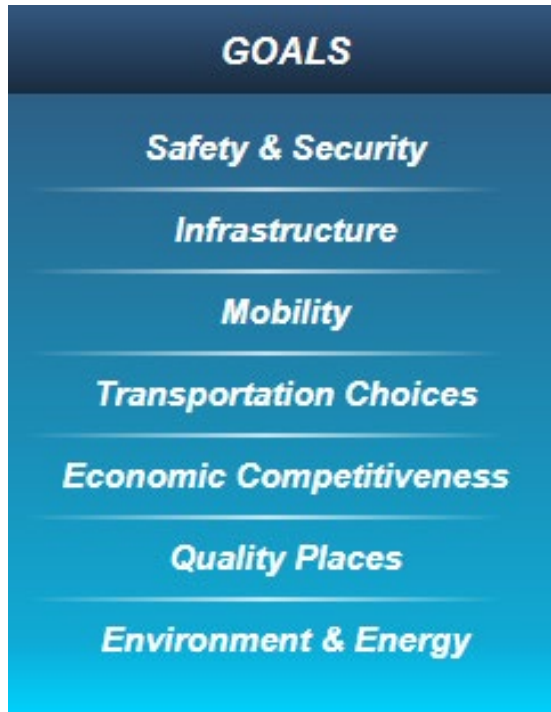 GOALS
Safety & Security
Infrastructure
Mobility
Transportation Choices
Economic Competitiveness
Quality Places
Environment & Energy